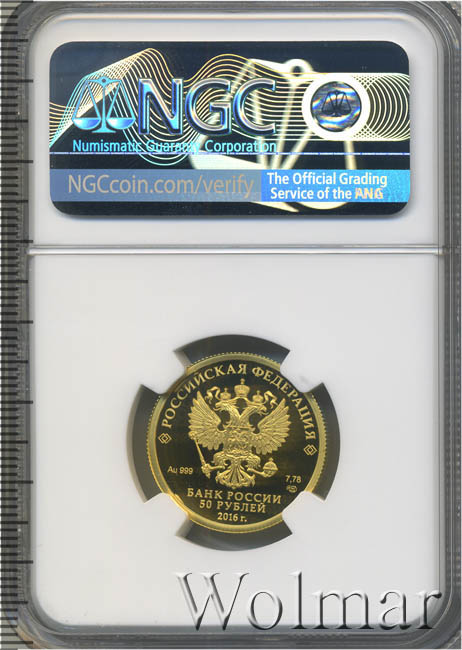 NGC
Numismatic Guaranty Corporation
NGCcoin.com/verify
The Official Grading
Service of the
РОССИЙСКАЯ ФЕДЕРАЦИЯ
Au 999
7,78
БАНК РОССИИ
50 РУБЛЕЙ
2016 г.
Wolmar